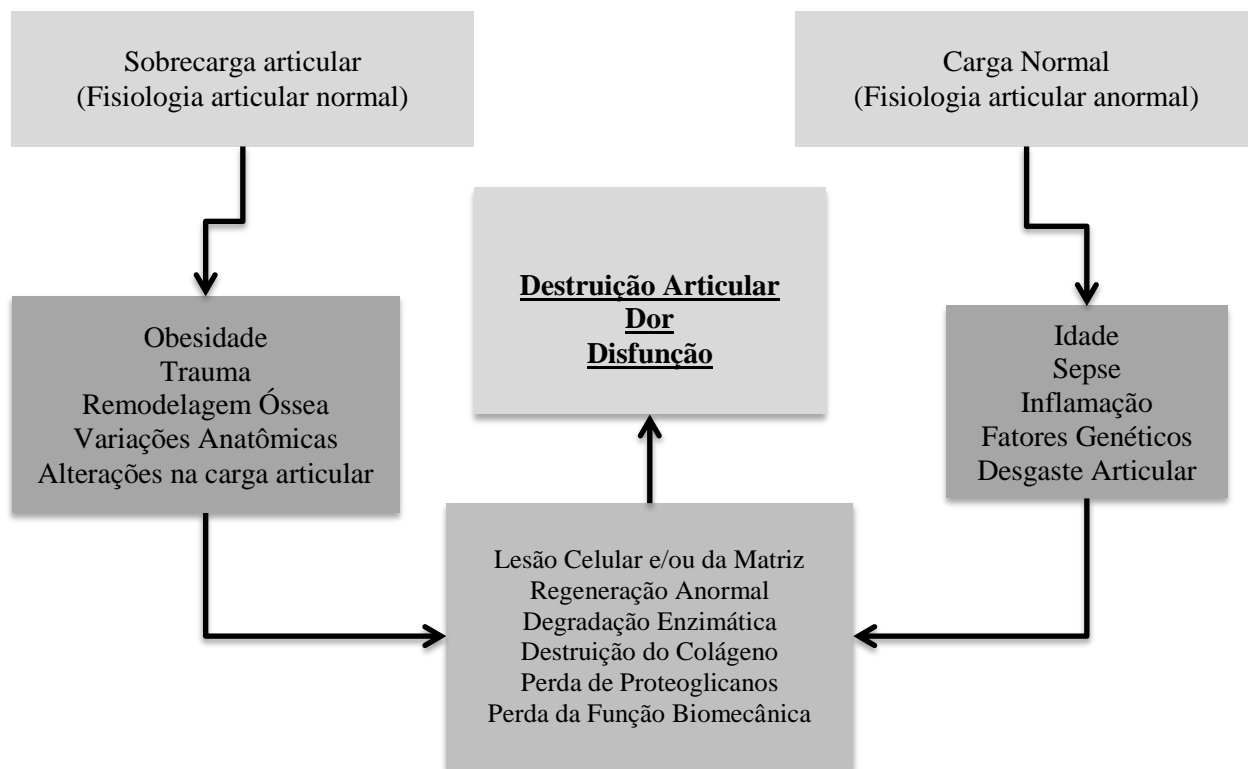 Sobrecarga articular
(Fisiologia articular normal)
Carga Normal
(Fisiologia articular anormal)
Destruição Articular
Dor
Disfunção
Obesidade
Trauma
Remodelagem Óssea
Variações Anatômicas
Alterações na carga articular
Idade
Sepse
Inflamação
Fatores Genéticos
Desgaste Articular
Lesão Celular e/ou da Matriz
Regeneração Anormal
Degradação Enzimática
Destruição do Colágeno
Perda de Proteoglicanos
Perda da Função Biomecânica